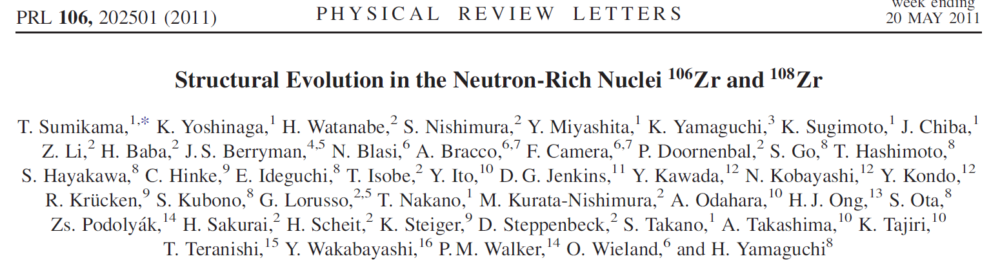 week ending
PRL 106, 202501 (2011) PHYSICAL REVIEW LETTERS 20 MAY 2011
Structural Evolution in the Neutron-Rich Nuclei ¹⁰⁶Zr and ¹⁰⁸Zr
T. Sumikama,¹,* K. Yoshinaga,¹ H. Watanabe,² S. Nishimura,² Y. Miyashita,¹ K. Yamaguchi,³ K. Sugimoto,¹ J. Chiba,¹
Z. Li,² H. Baba,² J. S. Berryman,⁴,⁵ N. Blasi,⁶ A. Bracco,⁶,⁷ F. Camera,⁶,⁷ P. Doornenbal,² S. Go,⁸ T. Hashimoto,⁸
S. Hayakawa,⁸ C. Hinke,⁹ E. Ideguchi,⁸ T. Isobe,² Y. Ito,¹⁰ D. G. Jenkins,¹¹ Y. Kawada,¹² N. Kobayashi,¹² Y. Kondo,¹²
R. Krücken,⁹ S. Kubono,⁸ G. Lorusso,²,⁵ T. Nakano,¹ M. Kurata-Nishimura,² A. Odahara,¹⁰ H. J. Ong,¹³ S. Ota,⁸
Zs. Podolyák,¹⁴ H. Sakurai,² H. Scheit,² K. Steiger,⁹ D. Steppenbeck,² S. Takano,¹ A. Takashima,¹⁰ K. Tajiri,¹⁰
T. Teranishi,¹⁵ Y. Wakabayashi,¹⁶ P. M. Walker,¹⁴ O. Wieland,⁶ and H. Yamaguchi⁸